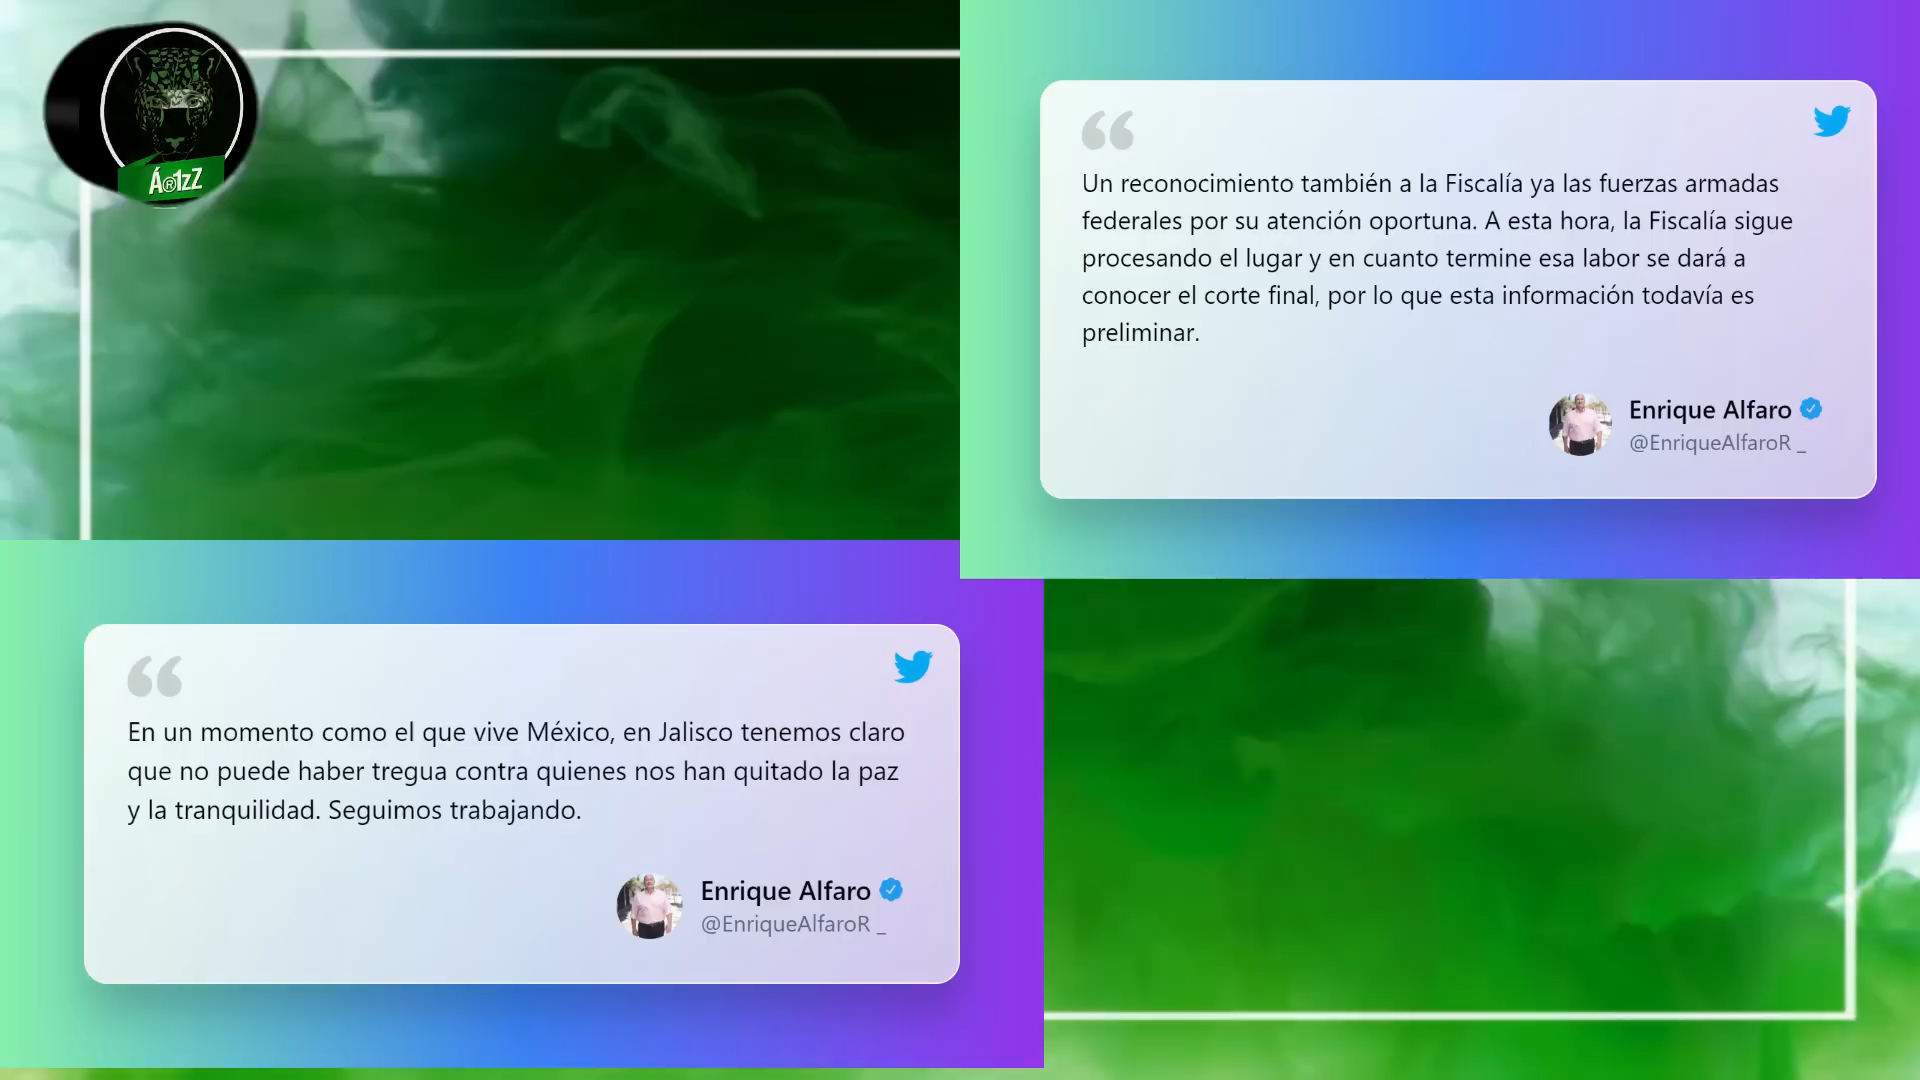 Á®1zZ
Un reconocimiento también a la Fiscalía ya las fuerzas armadas
federales por su atención oportuna. A esta hora, la Fiscalía sigue
procesando el lugar y en cuanto termine esa labor se dará a
conocer el corte final, por lo que esta información todavía es
preliminar.
Enrique Alfaro
@EnriqueAlfaroR _
En un momento como el que vive México, en Jalisco tenemos claro
que no puede haber tregua contra quienes nos han quitado la paz
y la tranquilidad. Seguimos trabajando.
Enrique Alfaro
@EnriqueAlfaroR _